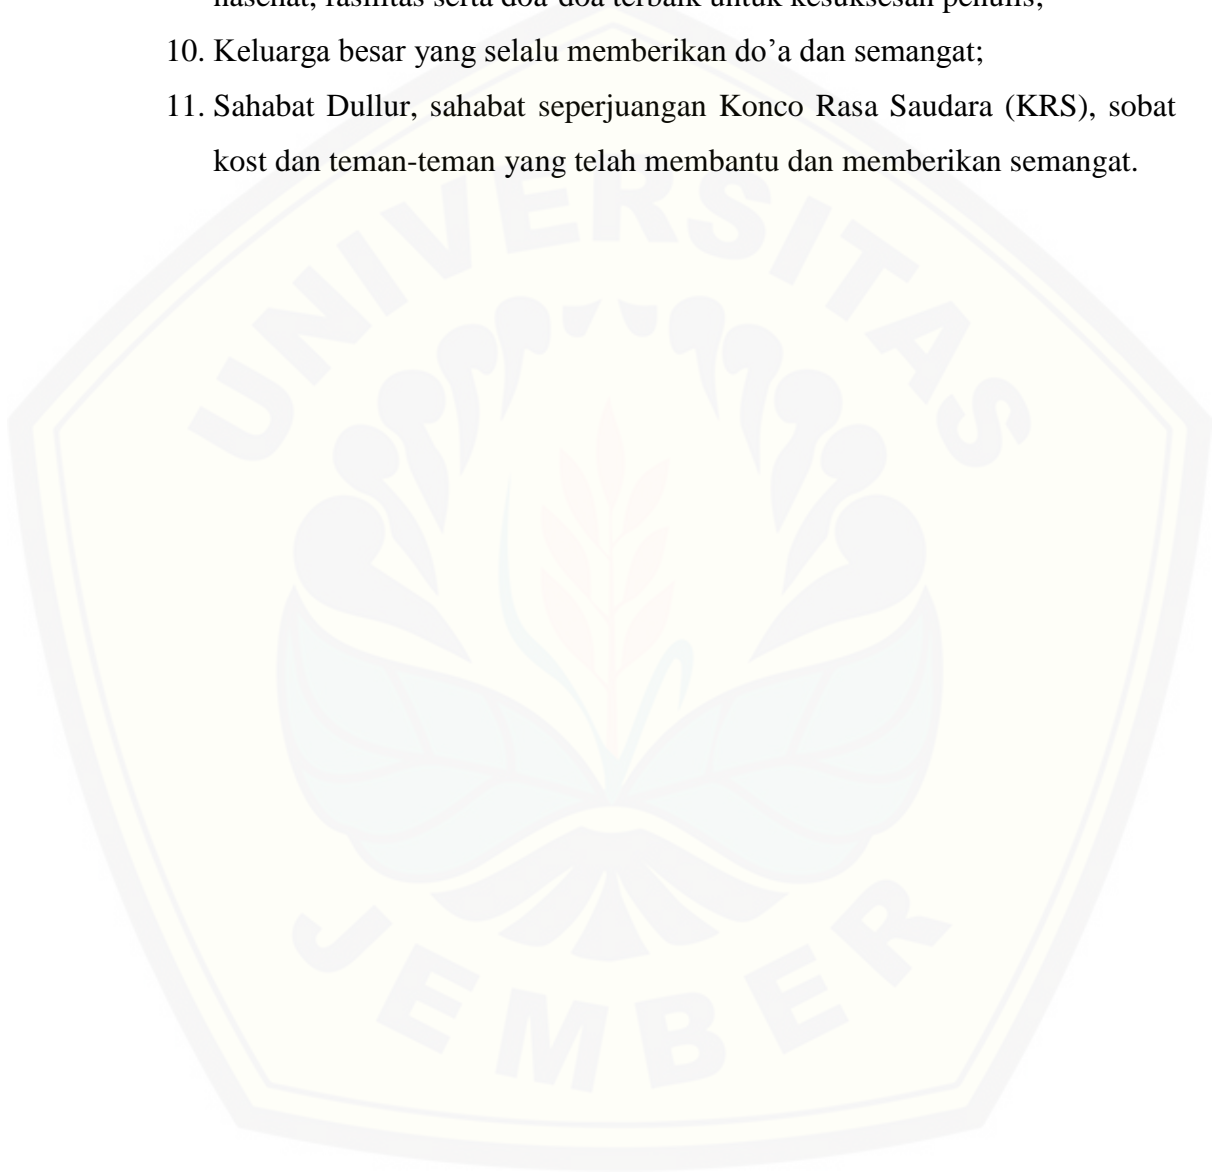 nasehat, fasilitas serta doa-doa terbaik untuk kesuksesan penulis;
10. Keluarga besar yang selalu memberikan do’a dan semangat;
11. Sahabat Dullur, sahabat seperjuangan Konco Rasa Saudara (KRS), sobat
kost dan teman-teman yang telah membantu dan memberikan semangat.
UNIVERSITAS
JEMBER